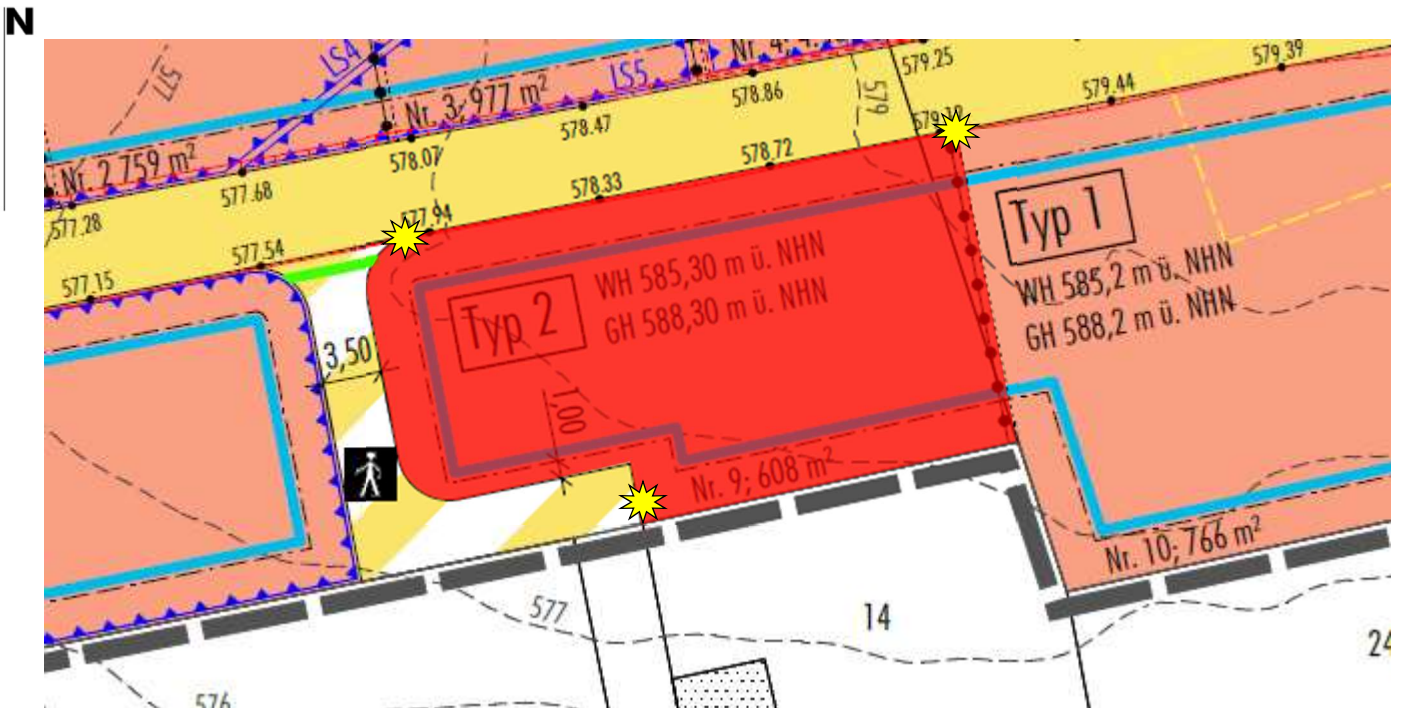 N
577
LS4
Nr. 3; 977 m²
LS5
579.25
579.39
578.86
579
579.44
578.47
578.07
Nr. 2 759 m²
577.68
578.72
577.28
578.33
577.94
577.54
577.15
Typ 1
WH 585,2 m ü. NHN
GH 588,2 m ü. NHN
Typ 2
WH 585,30 m ü. NHN
GH 588,30 m ü. NHN
3,50
1,00
Nr. 9; 608 m²
Nr. 10; 766 m²
577
14
24
576